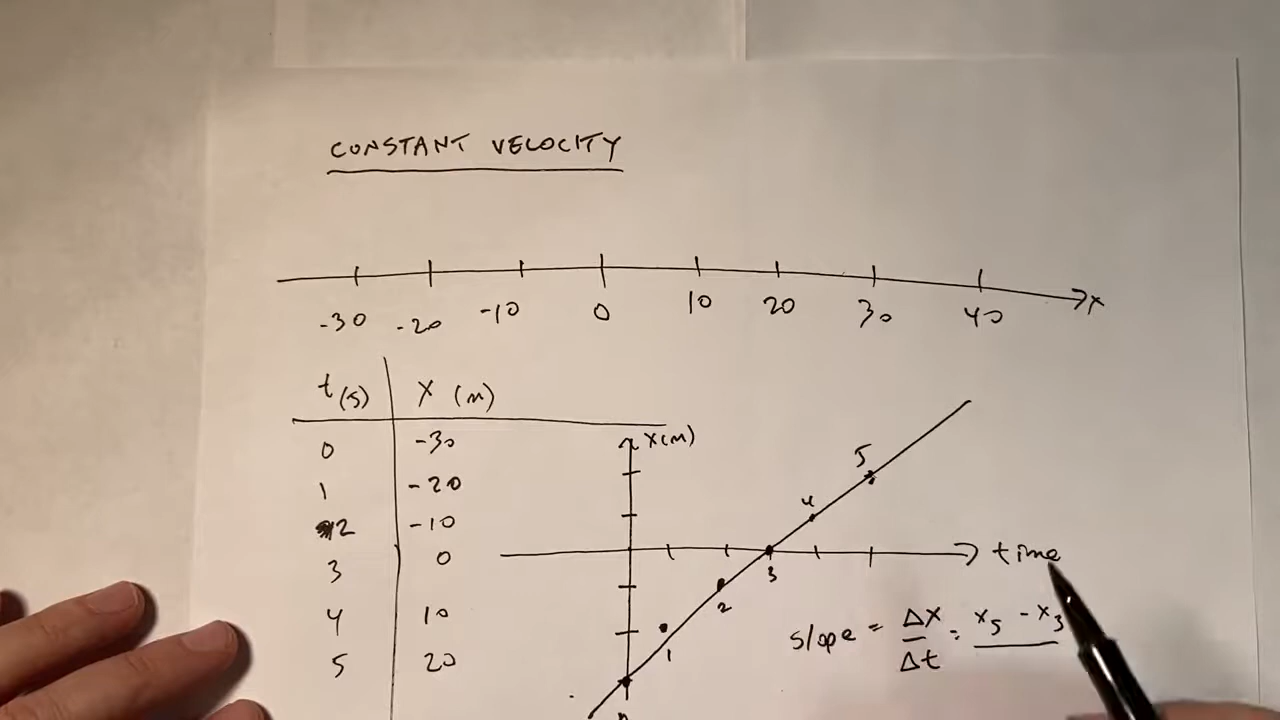 CONSTANT VELOCITY
-30 -20 -10 0 10 20 30 40 x
t(s) x (m)
0 -30
1 -20
2 -10
3 0
4 10
5 20
x(m)
5
4
3
2
1
time
slope = Δx/Δt = x5 - x3